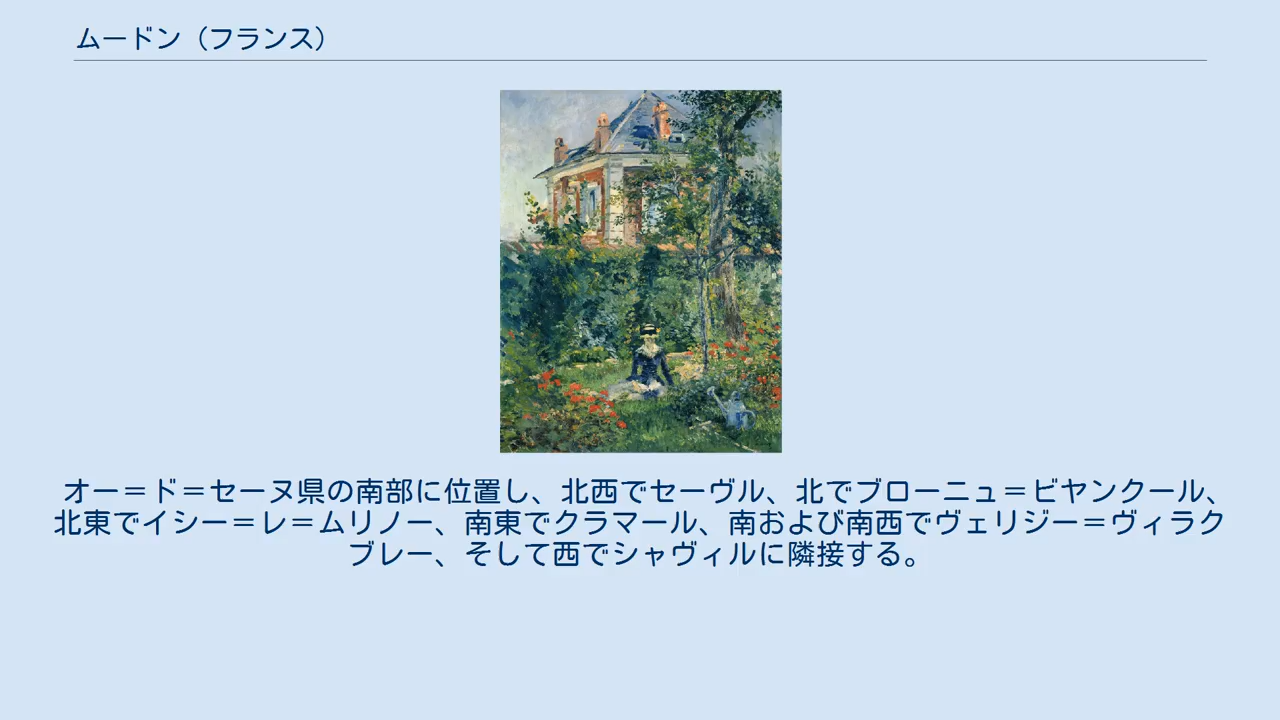 ムードン（フランス）
オー＝ド＝セーヌ県の南部に位置し、北西でセーヴル、北でブローニュ＝ビヤンクール、
北東でイシー＝レ＝ムリノー、南東でクラマール、南および南西でヴェリジー＝ヴィラク
ブレー、そして西でシャヴィルに隣接する。